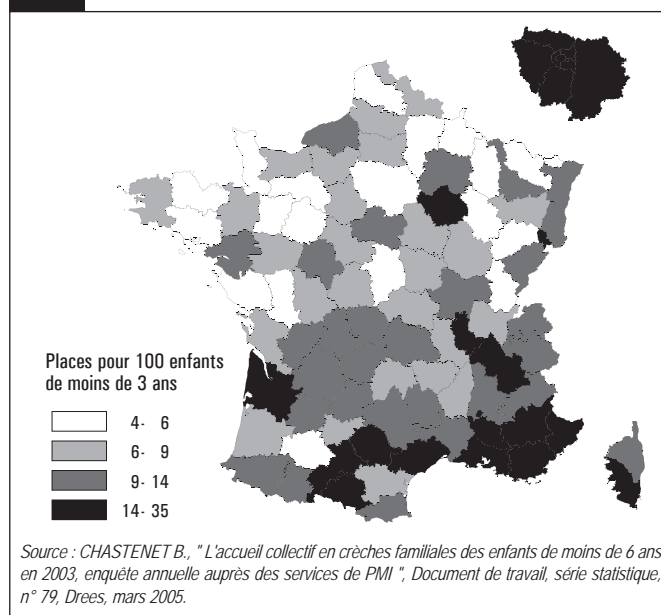 Places pour 100 enfants
de moins de 3 ans
4- 6
6- 9
9- 14
14- 35
Source : CHASTENET B., " L'accueil collectif en crèches familiales des enfants de moins de 6 ans
en 2003, enquête annuelle auprès des services de PMI ", Document de travail, série statistique,
n° 79, Drees, mars 2005.